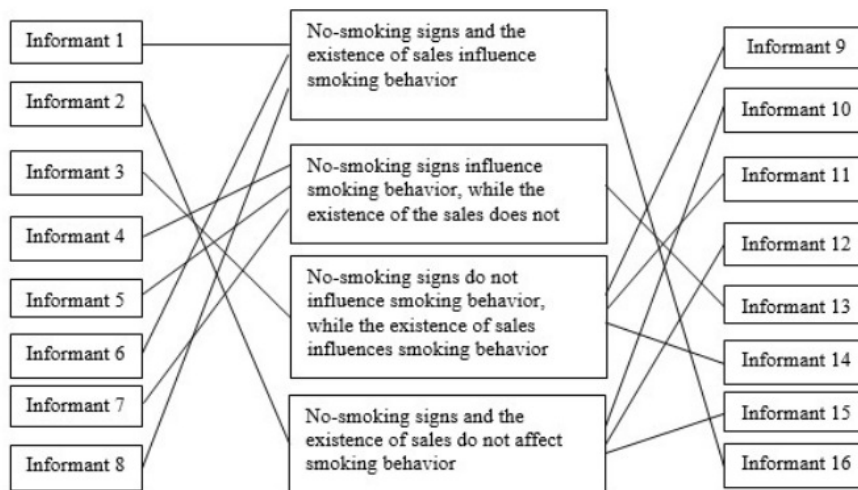 Informant 1
Informant 2
Informant 3
Informant 4
Informant 5
Informant 6
Informant 7
Informant 8
No-smoking signs and the
existence of sales influence
smoking behavior
No-smoking signs influence
smoking behavior, while the
existence of the sales does not
No-smoking signs do not
influence smoking behavior,
while the existence of sales
influences smoking behavior
No-smoking signs and the
existence of sales do not affect
smoking behavior
Informant 9
Informant 10
Informant 11
Informant 12
Informant 13
Informant 14
Informant 15
Informant 16